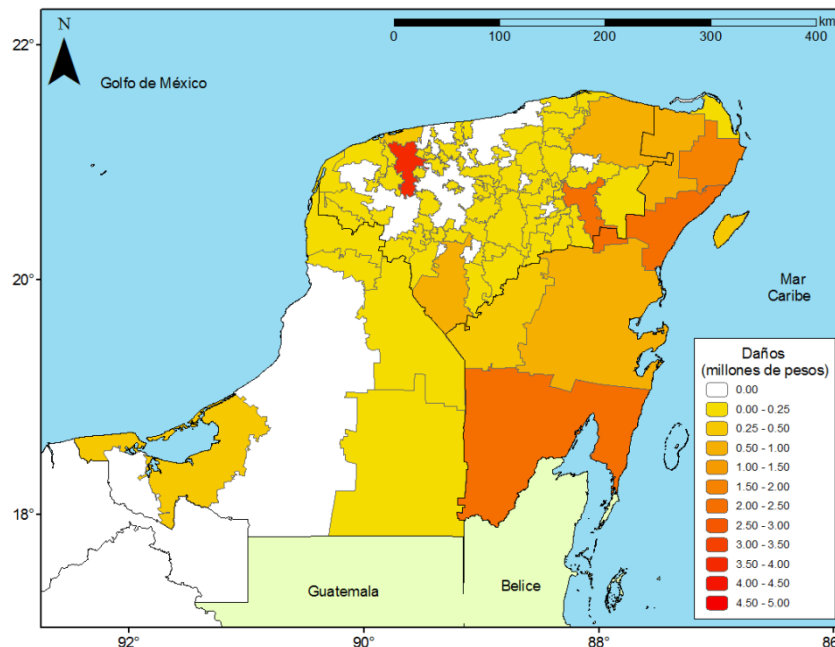 22°
20°
18°
92°
90°
88°
86
N
Golfo de México
0 100 200 300 400
km
Mar
Caribe
Guatemala
Belice
Daños
(millones de pesos)
0.00
0.00 - 0.25
0.25 - 0.50
0.50 - 1.00
1.00 - 1.50
1.50 - 2.00
2.00 - 2.50
2.50 - 3.00
3.00 - 3.50
3.50 - 4.00
4.00 - 4.50
4.50 - 5.00